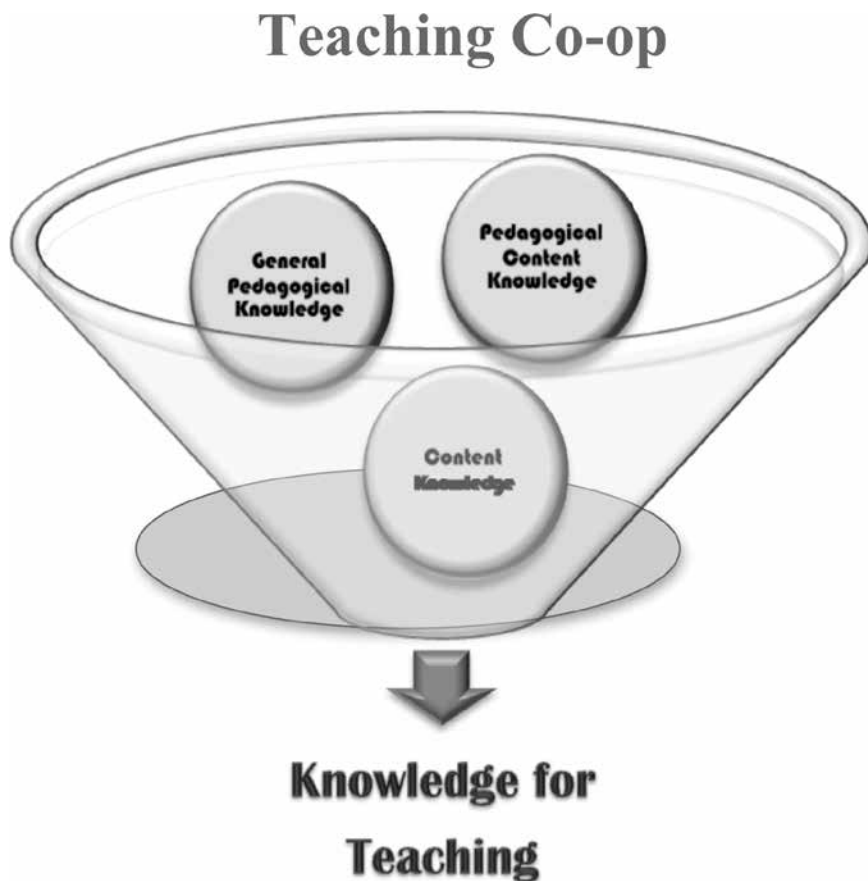 Teaching Co-op
General
Pedagogical
Knowledge
Pedagogical
Content
Knowledge
Content
Knowledge
Knowledge for
Teaching